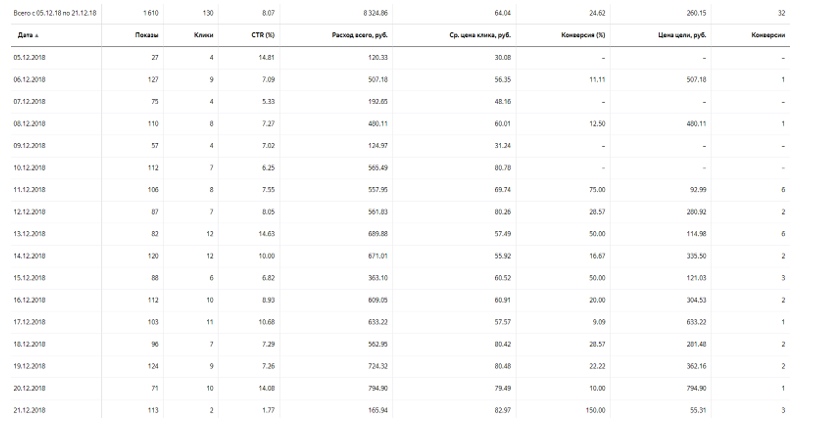 Всего с 05.12.18 по 21.12.18 1 610 130 8.07 8 324.86 64.04 24.62 260.15 32
Дата ▲ Показы Клики CTR (%) Расход всего, руб. Ср. цена клика, руб. Конверсия (%) Цена цели, руб. Конверсии
05.12.2018 27 4 14.81 120.33 30.08 – – –
06.12.2018 127 9 7.09 507.18 56.35 11.11 507.18 1
07.12.2018 75 4 5.33 192.65 48.16 – – –
08.12.2018 110 8 7.27 480.11 60.01 12.50 480.11 1
09.12.2018 57 4 7.02 124.97 31.24 – – –
10.12.2018 112 7 6.25 565.49 80.78 – – –
11.12.2018 106 8 7.55 557.95 69.74 75.00 92.99 6
12.12.2018 87 7 8.05 561.83 80.26 28.57 280.92 2
13.12.2018 82 12 14.63 689.88 57.49 50.00 114.98 6
14.12.2018 120 12 10.00 671.01 55.92 16.67 335.50 2
15.12.2018 88 6 6.82 363.10 60.52 50.00 121.03 3
16.12.2018 112 10 8.93 609.05 60.91 20.00 304.53 2
17.12.2018 103 11 10.68 633.22 57.57 9.09 633.22 1
18.12.2018 96 7 7.29 562.95 80.42 28.57 281.48 2
19.12.2018 124 9 7.26 724.32 80.48 22.22 362.16 2
20.12.2018 71 10 14.08 794.90 79.49 10.00 794.90 1
21.12.2018 113 2 1.77 165.94 82.97 150.00 55.31 3